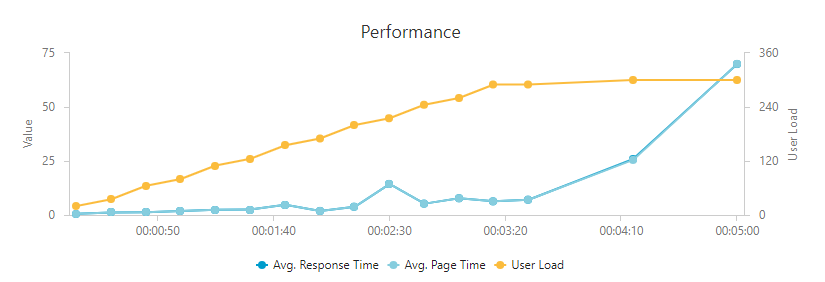 Performance
75
50
25
0
Value
360
240
120
0
User Load
00:00:50
00:01:40
00:02:30
00:03:20
00:04:10
00:05:00
Avg. Response Time
Avg. Page Time
User Load